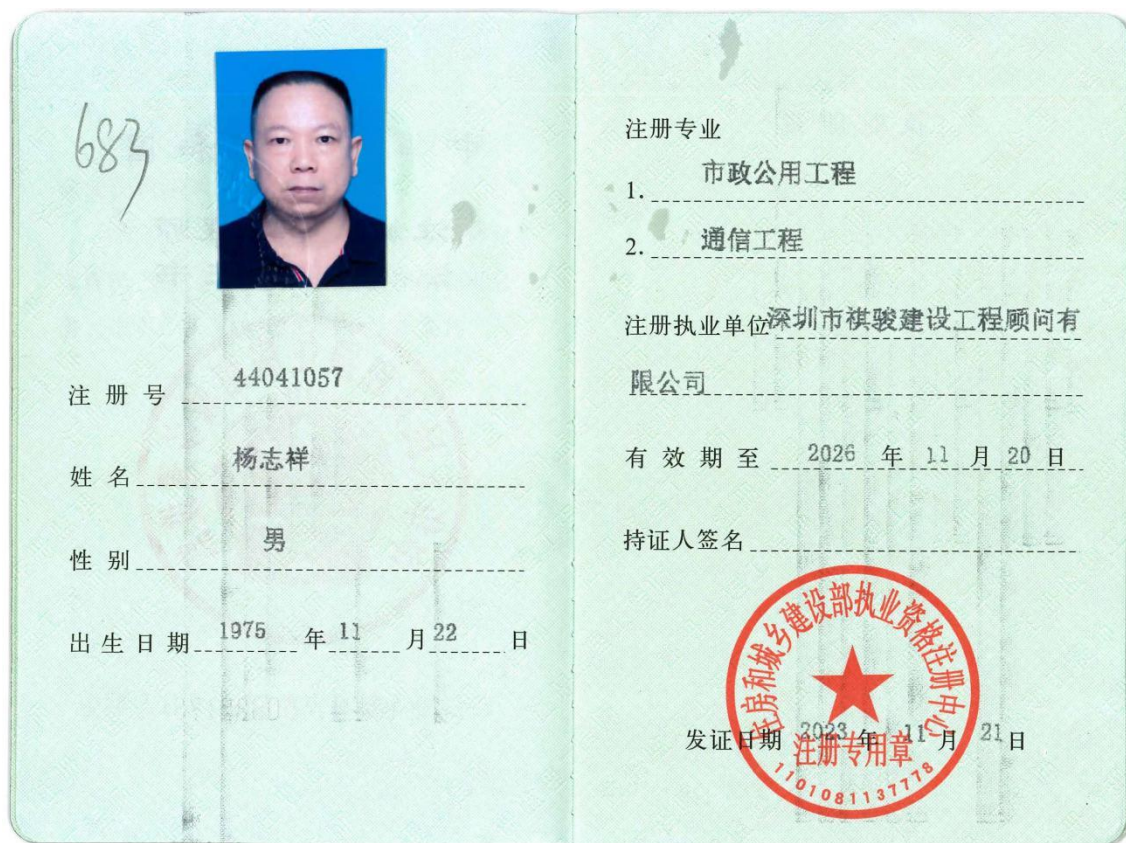 683
注册号 44041057
姓名 杨志祥
性别 男
出生日期 1975 年 11 月 22 日
注册专业
1. 市政公用工程
2. 通信工程
注册执业单位 深圳市祺骏建设工程顾问有
限公司
有效期至 2026 年 11 月 20 日
持证人签名
住房和城乡建设部执业资格注册中心
发证日期 2023 年 11 月 21 日
注册专用章
1101081137778